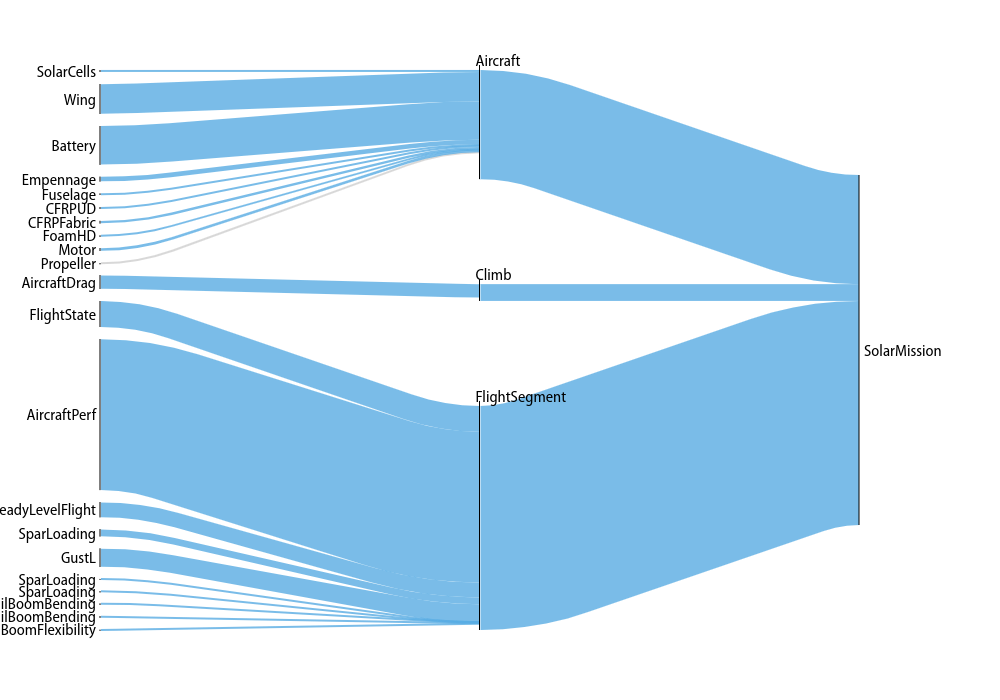 SolarCells
Wing
Battery
Empennage
Fuselage
CFRPUD
CFRPFabric
FoamHD
Motor
Propeller
AircraftDrag
FlightState
AircraftPerf
eadyLevelFlight
SparLoading
GustL
SparLoading
SparLoading
ilBoomBending
ilBoomBending
BoomFlexibility
Aircraft
Climb
FlightSegment
SolarMission